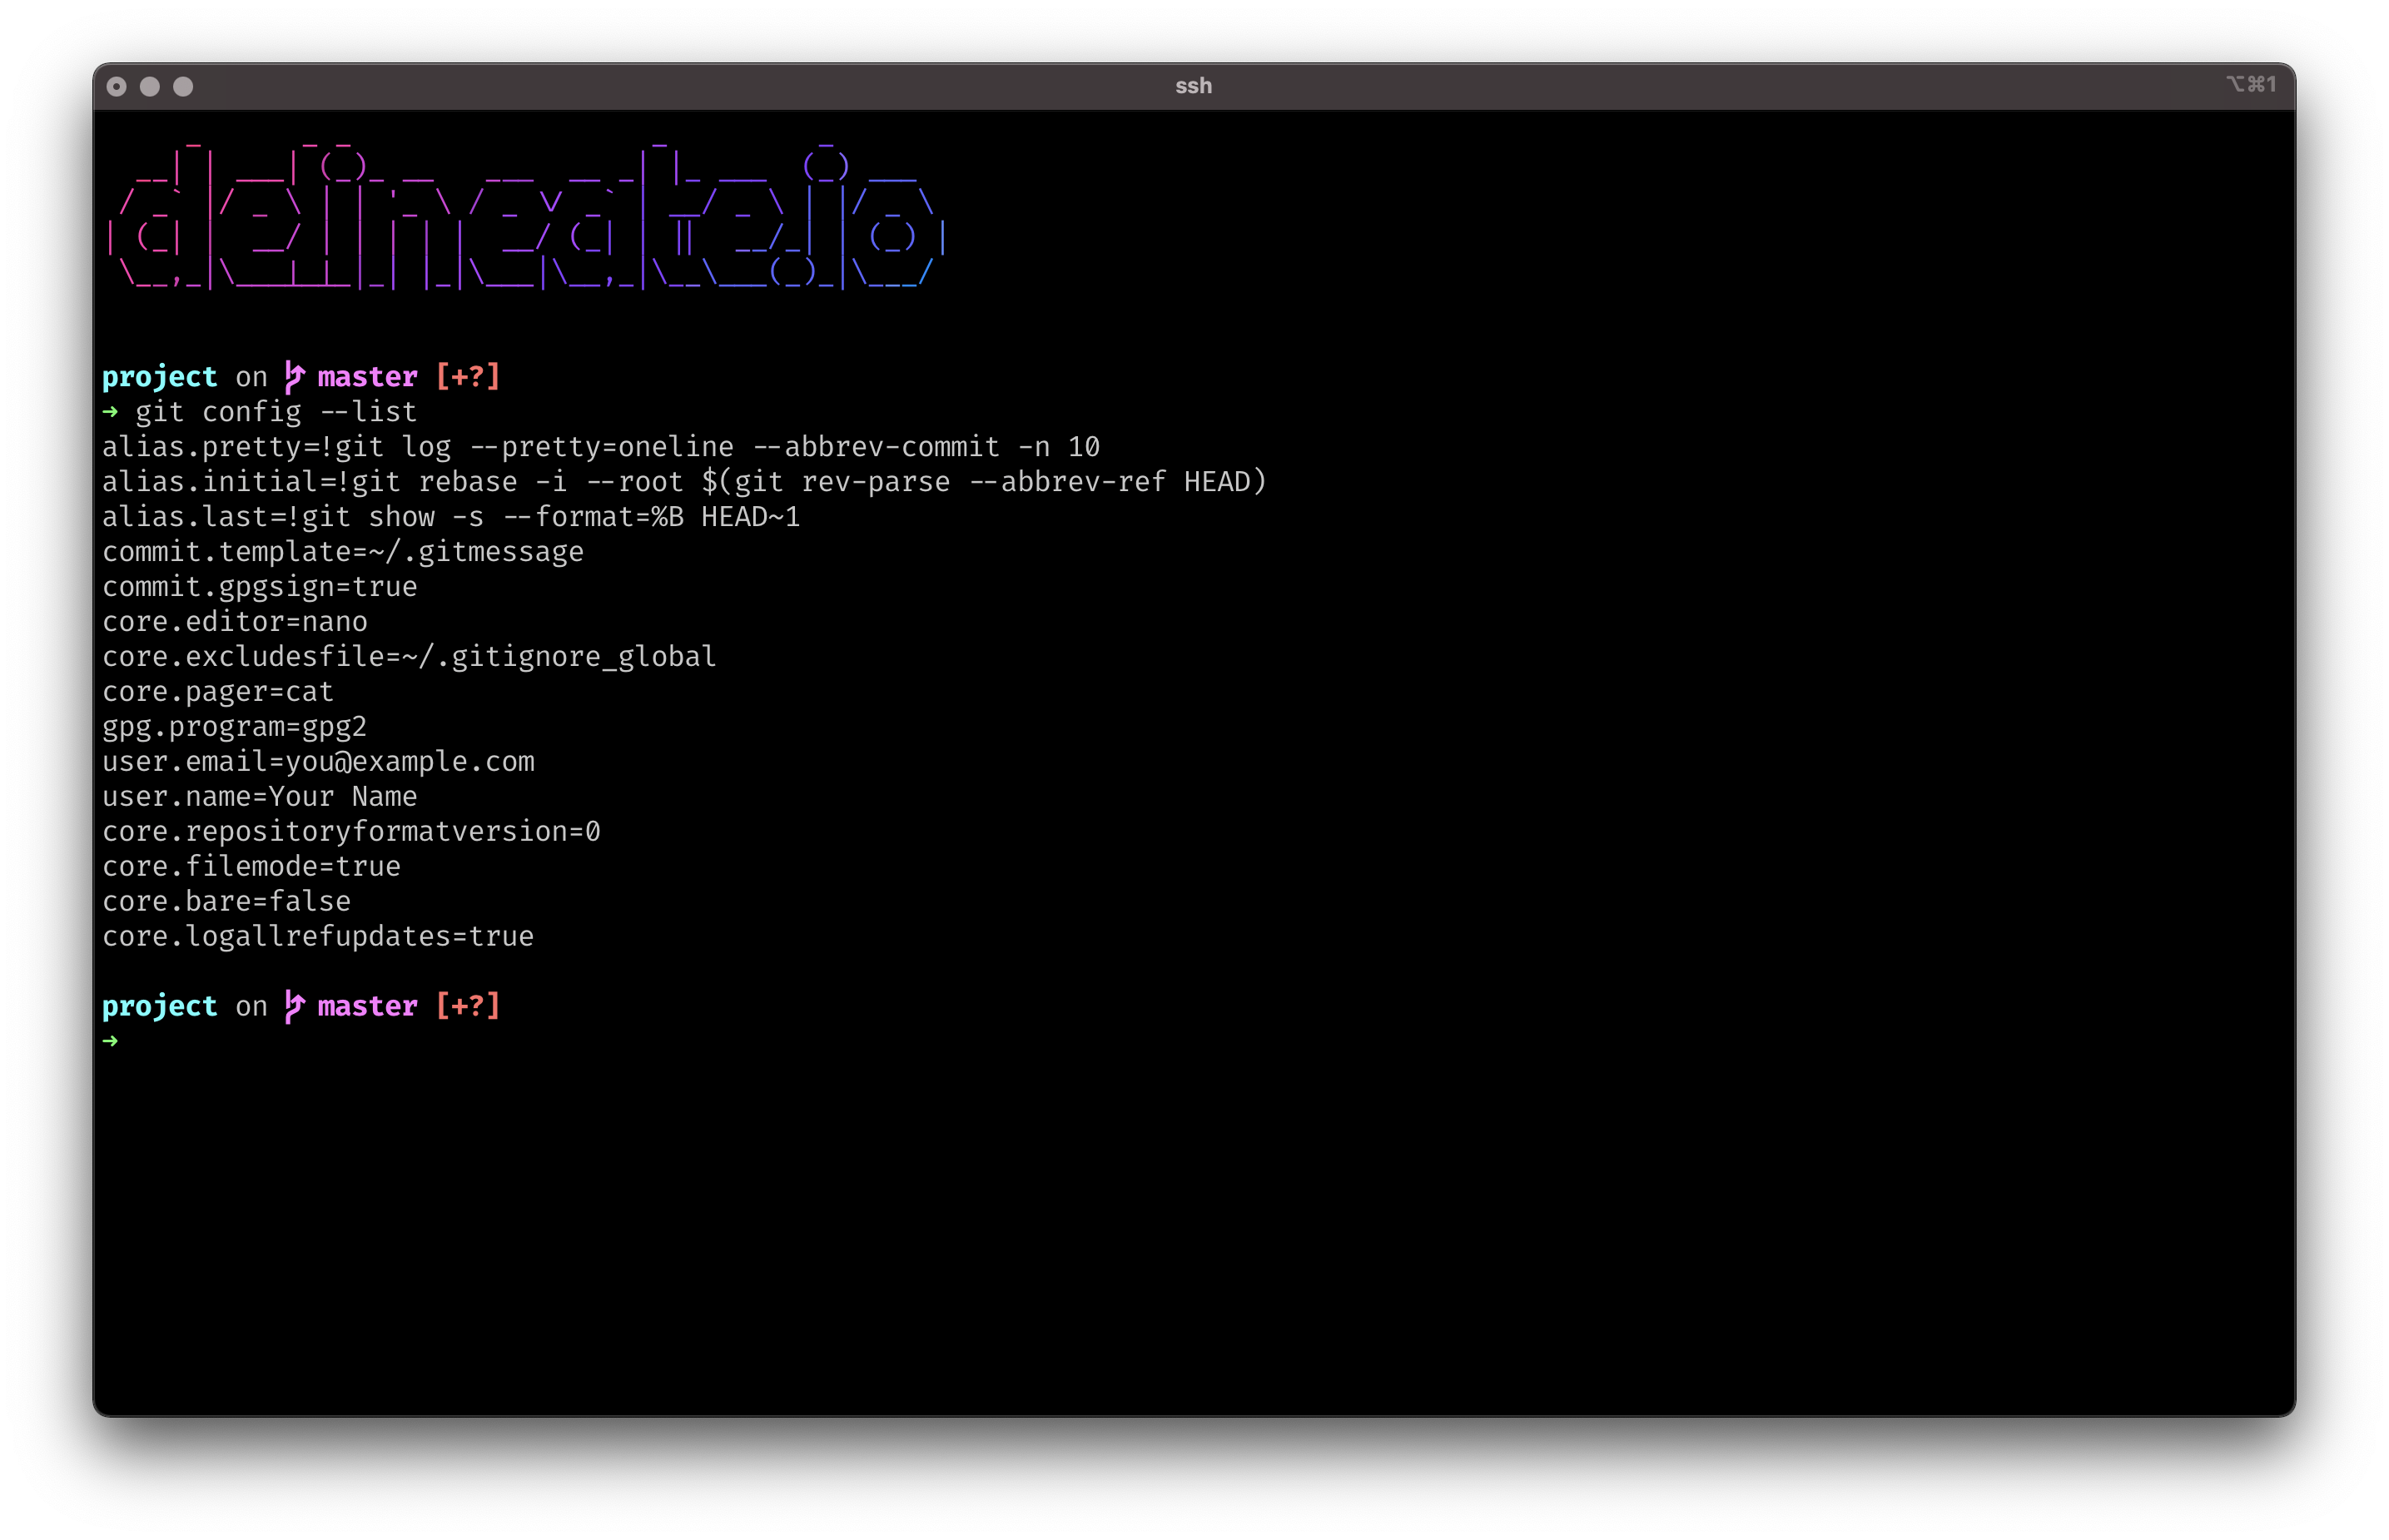 ssh
⌥⌘1
delineate.io
project on master [+?]
➜ git config --list
alias.pretty=!git log --pretty=oneline --abbrev-commit -n 10
alias.initial=!git rebase -i --root $(git rev-parse --abbrev-ref HEAD)
alias.last=!git show -s --format=%B HEAD~1
commit.template=~/.gitmessage
commit.gpgsign=true
core.editor=nano
core.excludesfile=~/.gitignore_global
core.pager=cat
gpg.program=gpg2
user.email=you@example.com
user.name=Your Name
core.repositoryformatversion=0
core.filemode=true
core.bare=false
core.logallrefupdates=true
project on master [+?]
➜